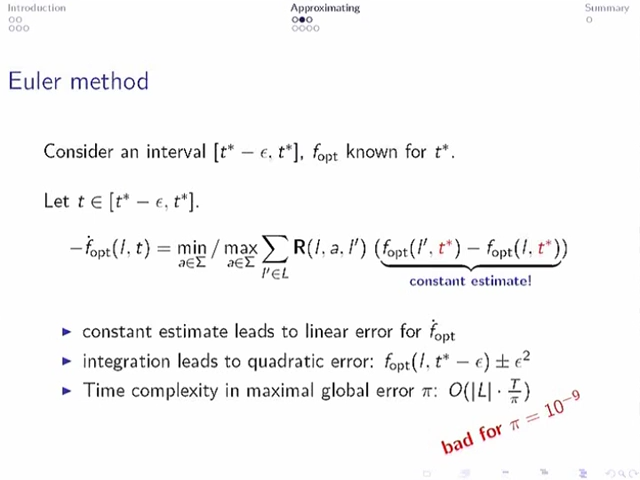 Introduction Approximating Summary
Euler method
Consider an interval [t* − ϵ, t*], f_opt known for t*.
Let t ∈ [t* − ϵ, t*].
−ḟ_opt(l, t) = min_{a∈Σ} / max_{a∈Σ} ∑_{l′∈L} R(l, a, l′) (f_opt(l′, t*) − f_opt(l, t*))
constant estimate!
▶ constant estimate leads to linear error for ḟ_opt
▶ integration leads to quadratic error: f_opt(l, t* − ϵ) ± ϵ²
▶ Time complexity in maximal global error π: O(|L| · T/π)
bad for π = 10⁻⁹